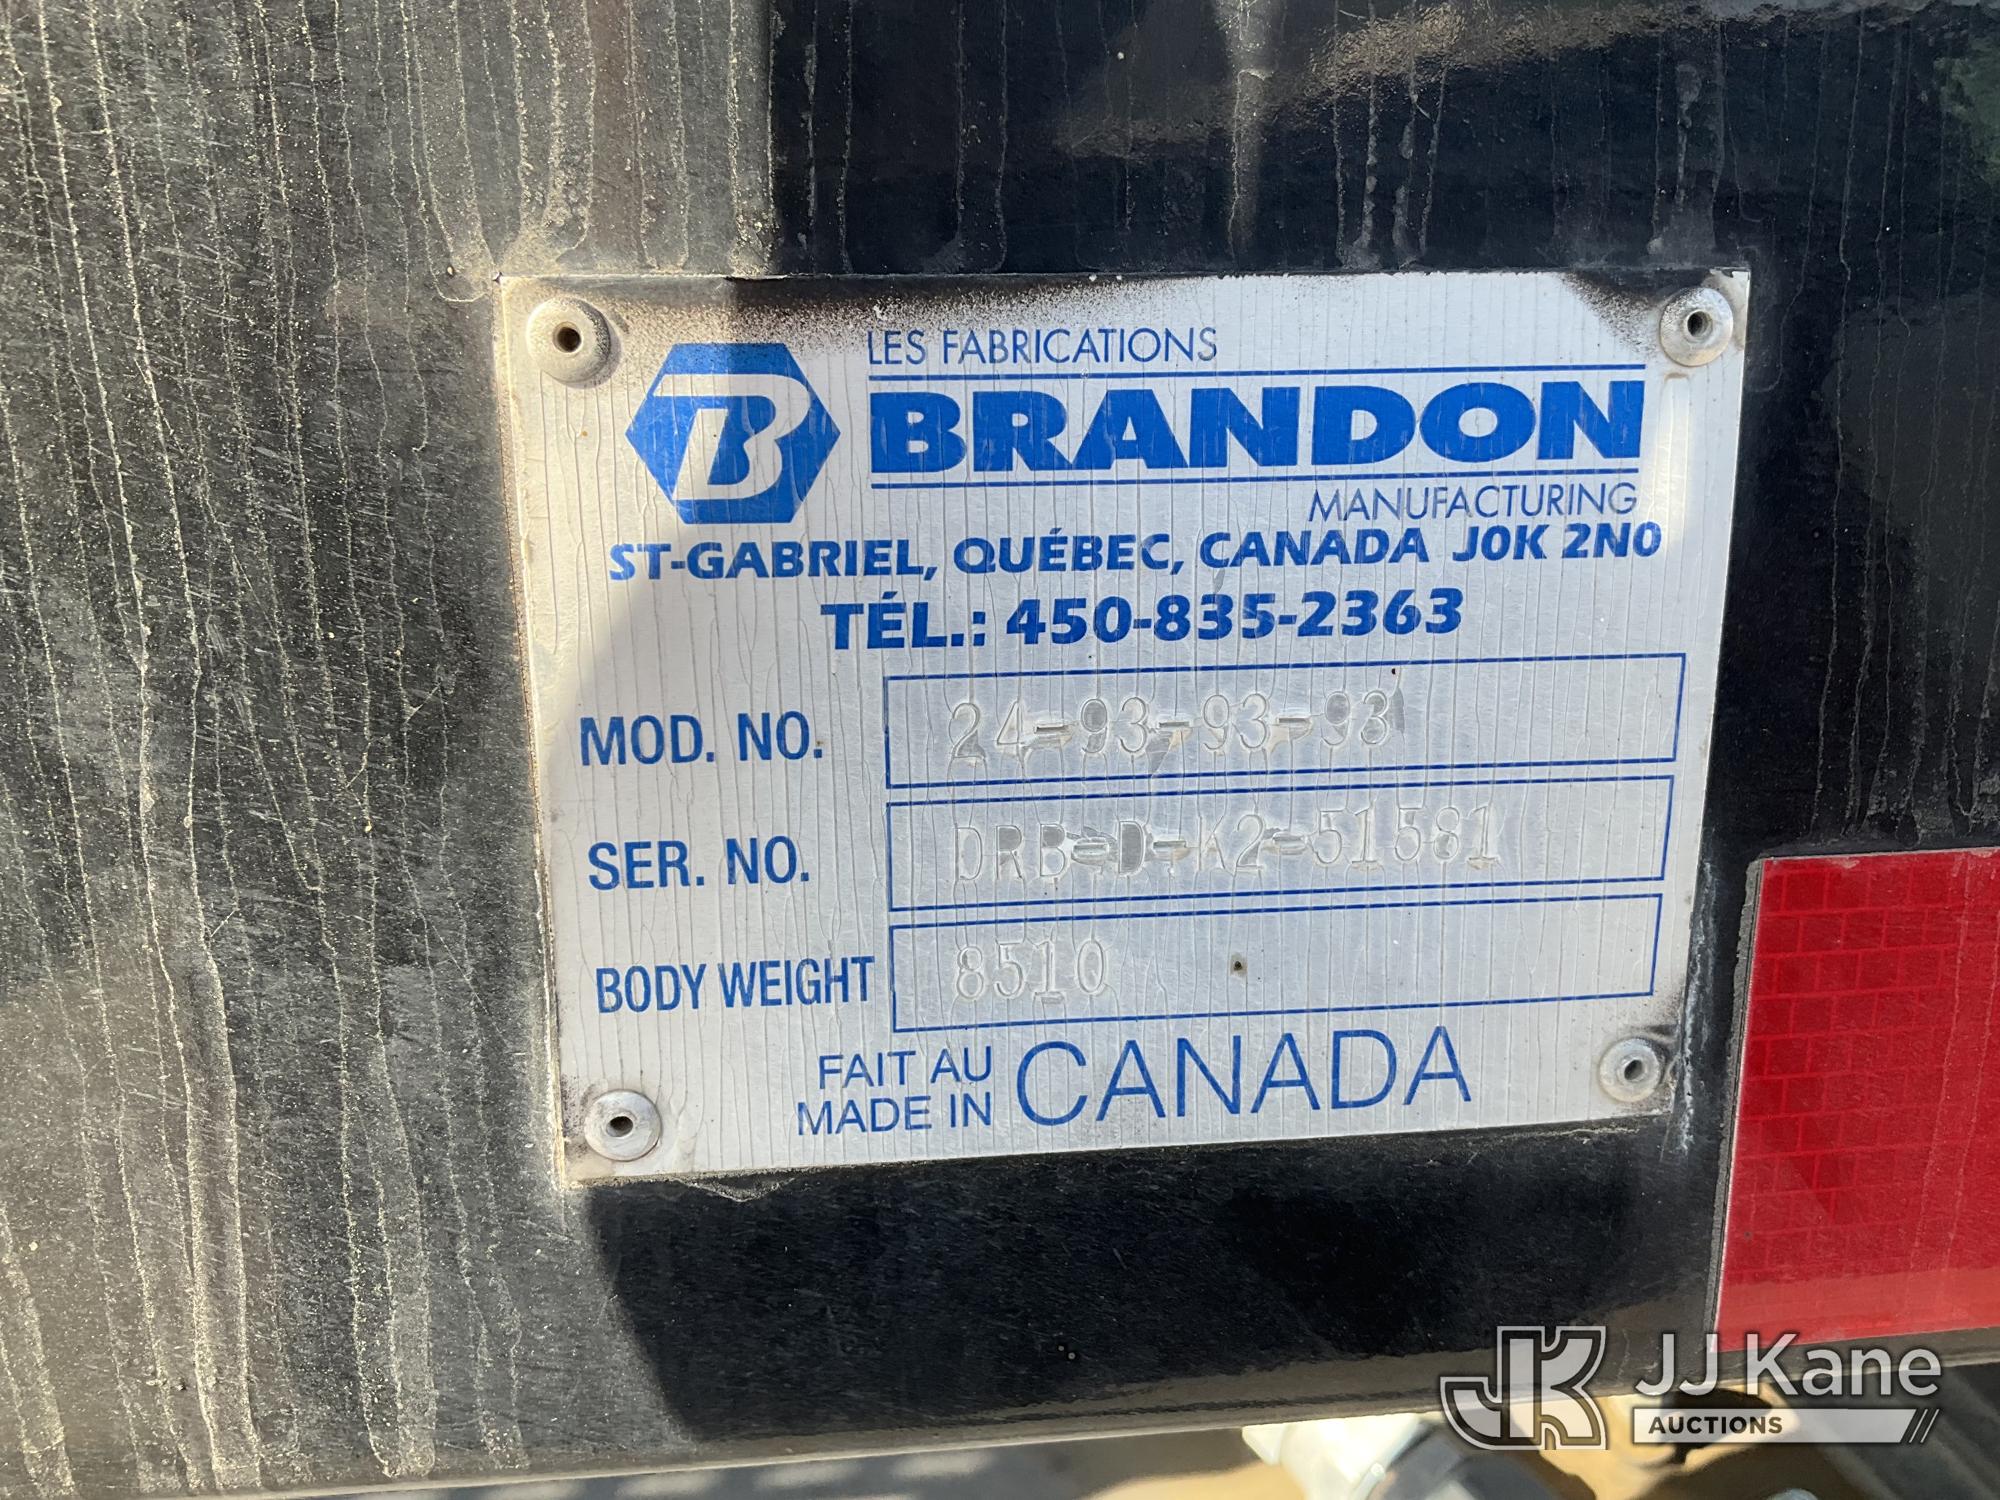 B
LES FABRICATIONS
BRANDON
MANUFACTURING
ST-GABRIEL, QUÉBEC, CANADA J0K 2N0
TÉL.: 450-835-2363
MOD. NO. 24-93-93-93
SER. NO. DRB-D-K2-51581
BODY WEIGHT 8510
FAIT AU
MADE IN CANADA
JK JJ Kane
AUCTIONS